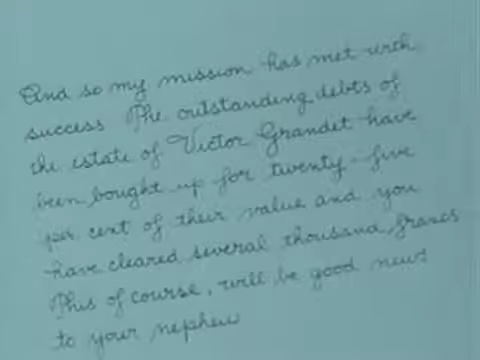 And so my mission has met with
success. The outstanding debts of
the estate of Victor Grandet have
been bought up for twenty-five
per cent of their value and you
have cleared several thousand francs
This of course, will be good news
to your nephew